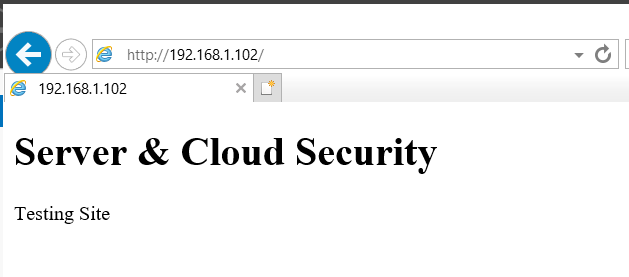 http://192.168.1.102/
192.168.1.102
Server & Cloud Security
Testing Site